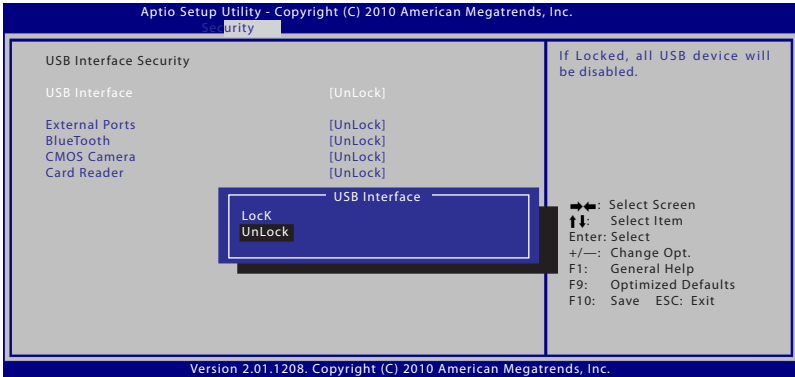 Aptio Setup Utility - Copyright (C) 2010 American Megatrends, Inc.
Security
USB Interface Security
USB Interface [UnLock]
External Ports [UnLock]
BlueTooth [UnLock]
CMOS Camera [UnLock]
Card Reader [UnLock]
USB Interface
LocK
UnLock
If Locked, all USB device will
be disabled.
→←: Select Screen
↑↓: Select Item
Enter: Select
+/—: Change Opt.
F1: General Help
F9: Optimized Defaults
F10: Save ESC: Exit
Version 2.01.1208. Copyright (C) 2010 American Megatrends, Inc.